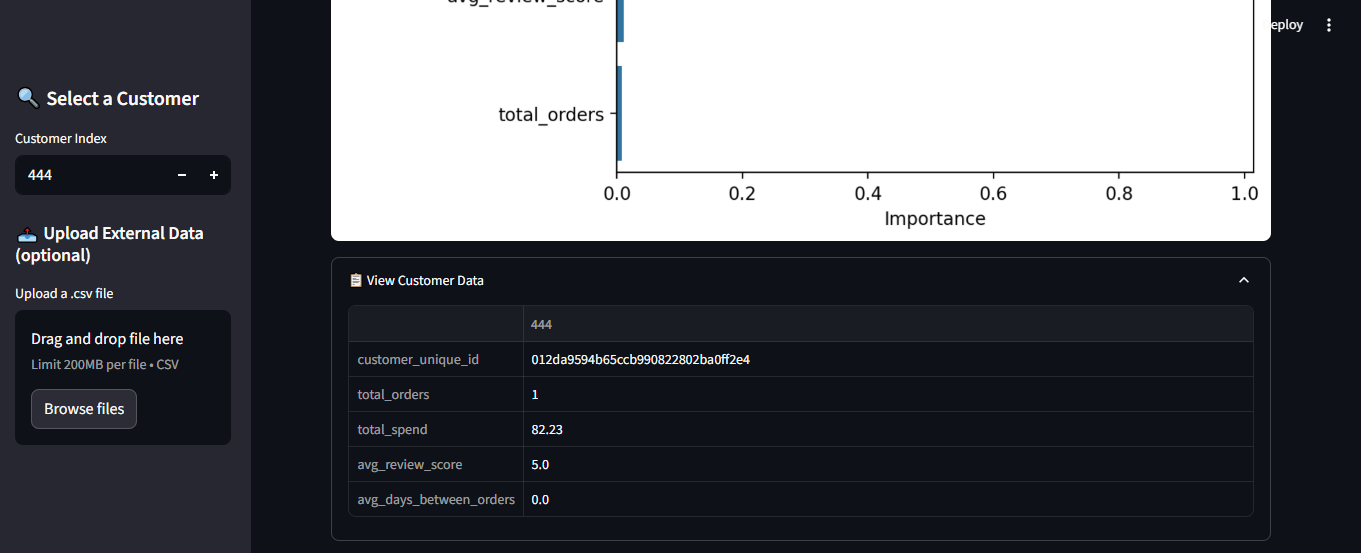 avg_review_score
eploy
🔍 Select a Customer
Customer Index
444
− +
📤 Upload External Data
(optional)
Upload a .csv file
Drag and drop file here
Limit 200MB per file • CSV
Browse files
total_orders
0.0 0.2 0.4 0.6 0.8 1.0
Importance
📋 View Customer Data
444
customer_unique_id 012da9594b65ccb990822802ba0ff2e4
total_orders 1
total_spend 82.23
avg_review_score 5.0
avg_days_between_orders 0.0